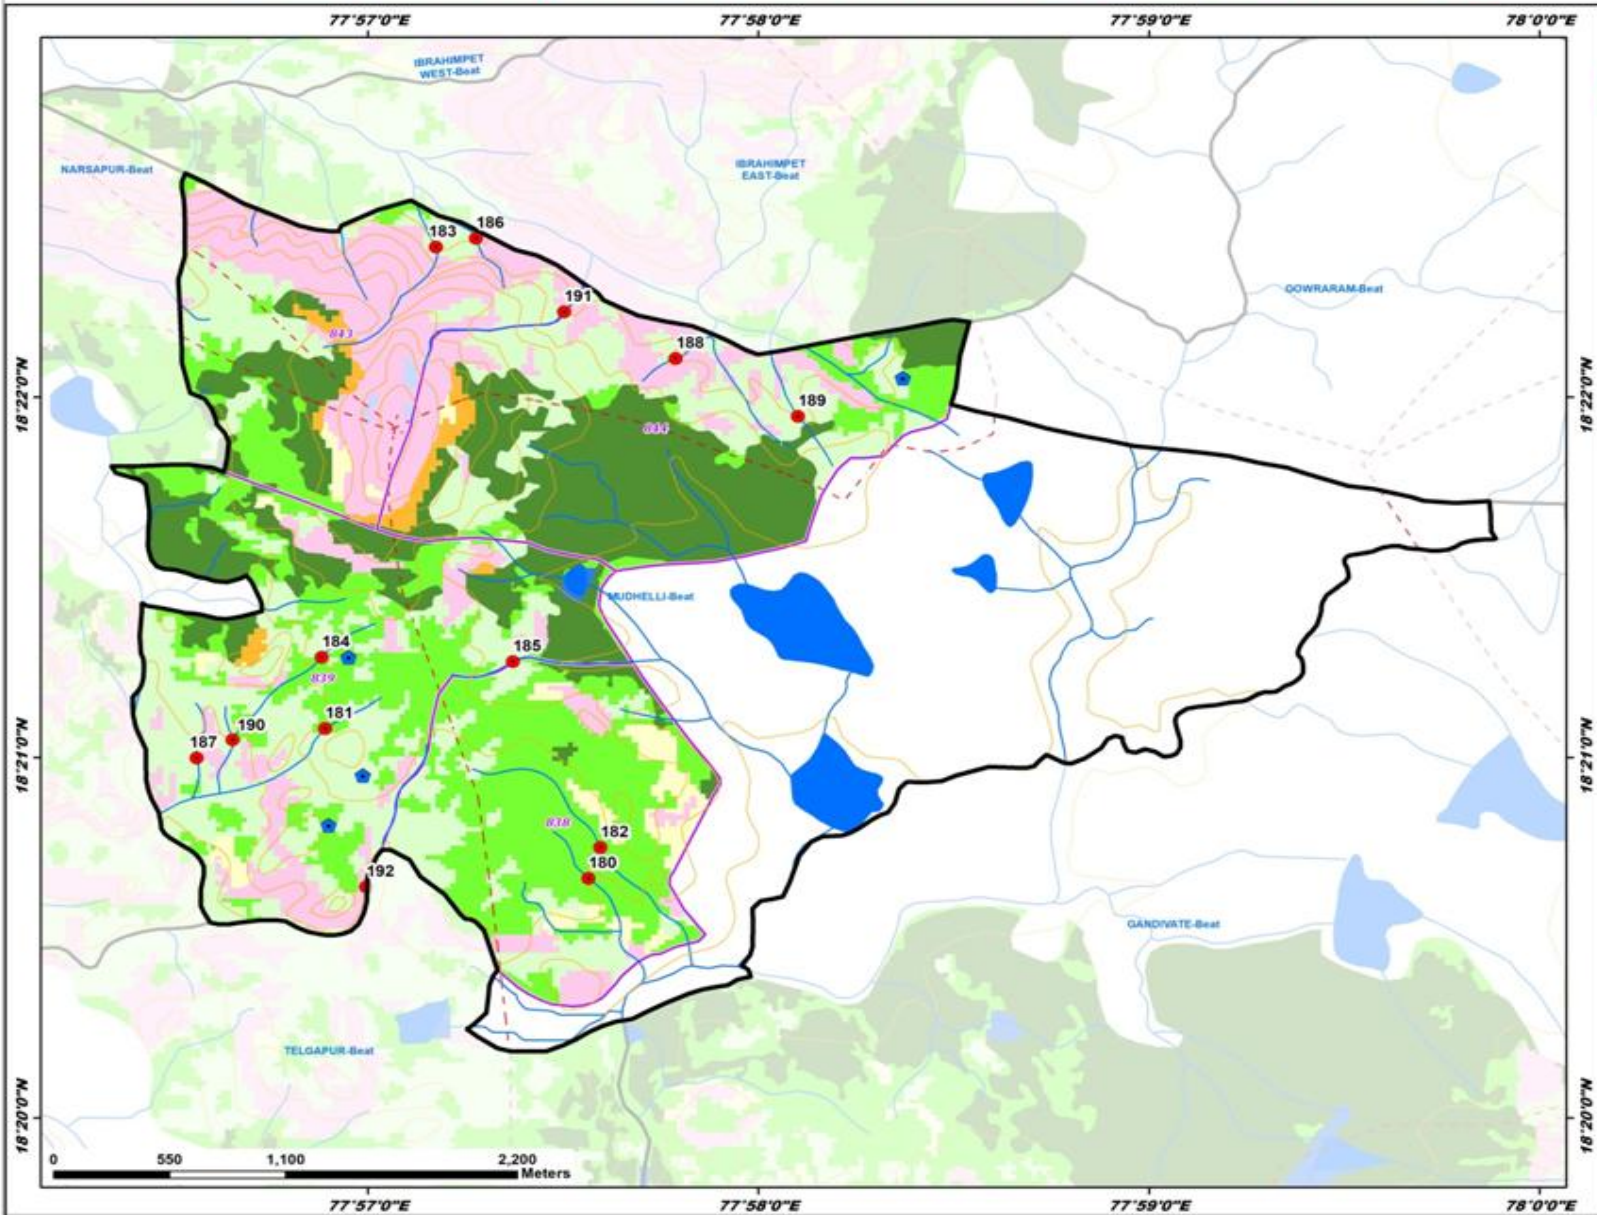 77°57'0"E
77°58'0"E
77°59'0"E
78°0'0"E
IBRAHIMPET
WEST-Beat
NARSAPUR-Beat
IBRAHIMPET
EAST-Beat
186
183
GOWRARAM-Beat
191
843
188
18°22'0"N
18°22'0"N
189
844
MUDHELLI-Beat
184
185
839
181
190
187
18°21'0"N
18°21'0"N
838
182
180
192
GANDIVATE-Beat
TELGAPUR-Beat
18°20'0"N
18°20'0"N
0
550
1,100
2,200
Meters
77°57'0"E
77°58'0"E
77°59'0"E
78°0'0"E